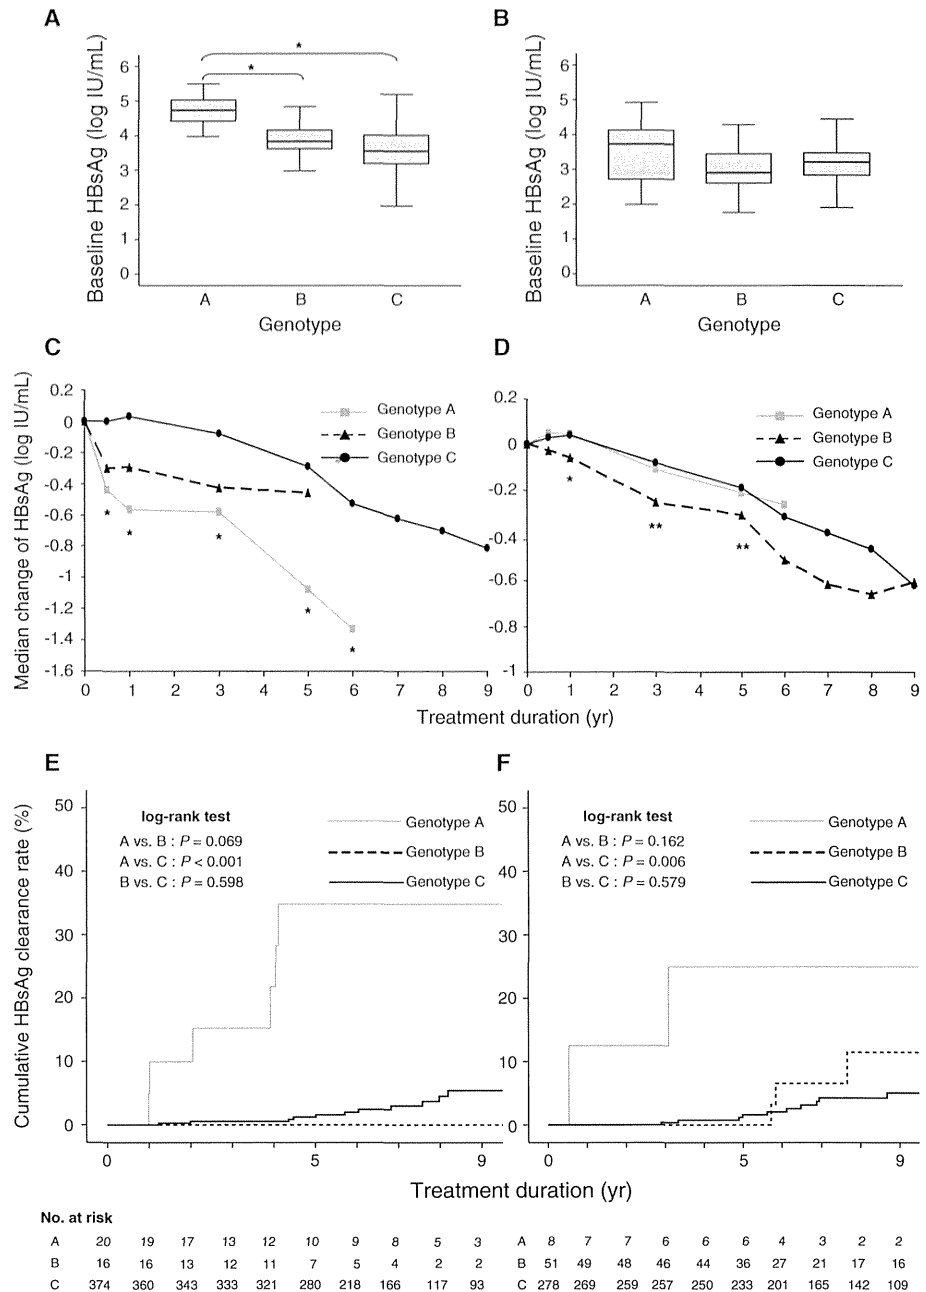 A
Baseline HBsAg (log IU/mL)
6
5
4
3
2
1
0
*
*
A B C
Genotype
B
Baseline HBsAg (log IU/mL)
6
5
4
3
2
1
0
A B C
Genotype
C
Median change of HBsAg (log IU/mL)
0.2
0
-0.2
-0.4
-0.6
-0.8
-1
-1.2
-1.4
-1.6
Genotype A
Genotype B
Genotype C
*
*
*
*
*
0 1 2 3 4 5 6 7 8 9
D
0.2
0
-0.2
-0.4
-0.6
-0.8
-1
Genotype A
Genotype B
Genotype C
*
**
**
0 1 2 3 4 5 6 7 8 9
Treatment duration (yr)
E
Cumulative HBsAg clearance rate (%)
50
40
30
20
10
0
log-rank test
A vs. B : P = 0.069
A vs. C : P < 0.001
B vs. C : P = 0.598
Genotype A
Genotype B
Genotype C
0 5 9
F
50
40
30
20
10
0
log-rank test
A vs. B : P = 0.162
A vs. C : P = 0.006
B vs. C : P = 0.579
Genotype A
Genotype B
Genotype C
0 5 9
Treatment duration (yr)
No. at risk
A 20 19 17 13 12 10 9 8 5 3
B 16 16 13 12 11 7 5 4 2 2
C 374 360 343 333 321 280 218 166 117 93
A 8 7 7 6 6 6 4 3 2 2
B 51 49 48 46 44 36 27 21 17 16
C 278 269 259 257 250 233 201 165 142 109